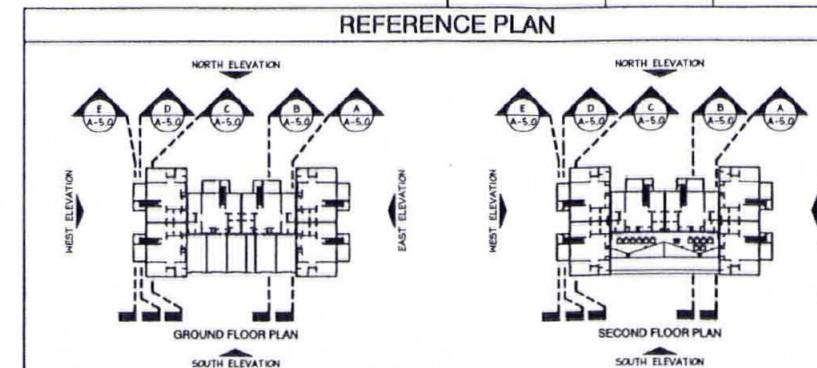 REFERENCE PLAN
NORTH ELEVATION
E D C B A
A-5.0 A-5.0 A-5.0 A-5.0 A-5.0
WEST ELEVATION
EAST ELEVATION
GROUND FLOOR PLAN
SOUTH ELEVATION
NORTH ELEVATION
E D C B A
A-5.0 A-5.0 A-5.0 A-5.0 A-5.0
WEST ELEVATION
SECOND FLOOR PLAN
SOUTH ELEVATION